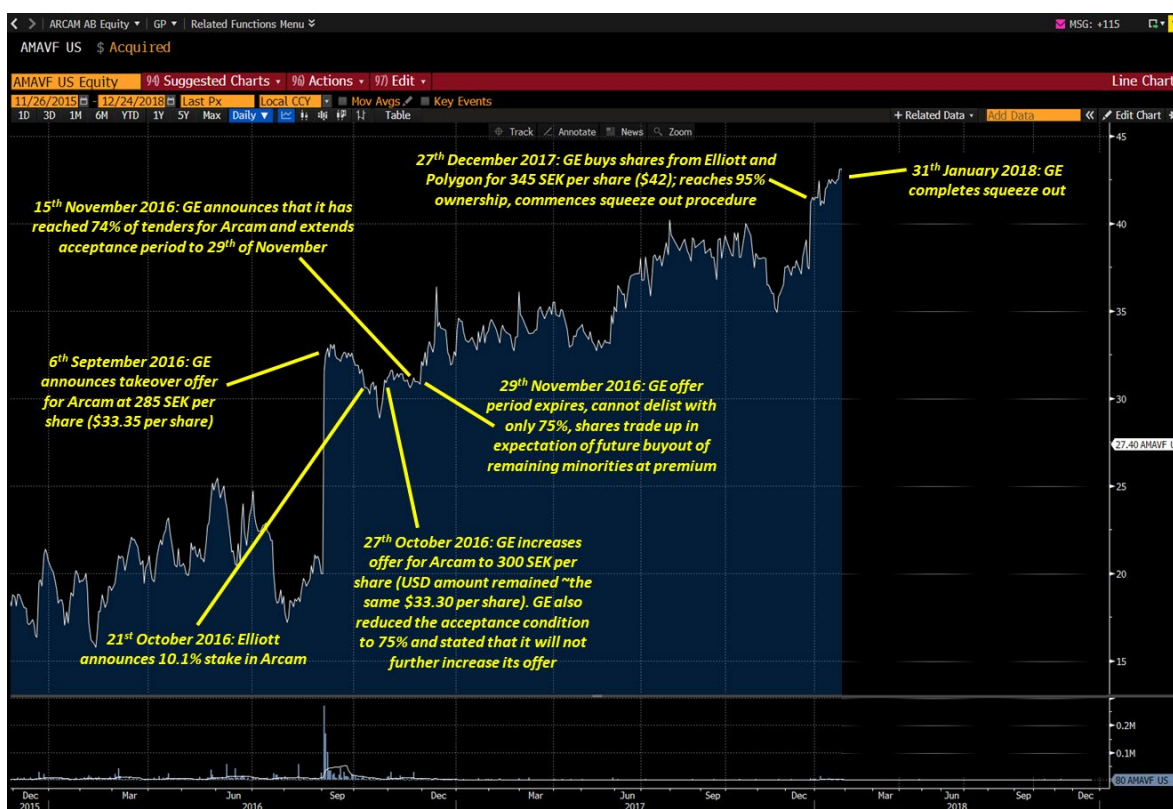 ARCAM AB Equity GP Related Functions Menu MSG: +115
AMAVF US $ Acquired
AMAVF US Equity 94) Suggested Charts 96) Actions 97) Edit Line Chart
11/26/2015 - 12/24/2018 Last Px Local CCY Mov Avgs Key Events
1D 3D 1M 6M YTD 1Y 5Y Max Daily ▼ Table + Related Data Add Data « Edit Chart
Track Annotate News Zoom
45
27th December 2017: GE buys shares from Elliott and
Polygon for 345 SEK per share ($42); reaches 95%
ownership, commences squeeze out procedure
31th January 2018: GE
completes squeeze out
15th November 2016: GE announces that it has
reached 74% of tenders for Arcam and extends
acceptance period to 29th of November
40
35
6th September 2016: GE
announces takeover offer
for Arcam at 285 SEK per
share ($33.35 per share)
29th November 2016: GE offer
period expires, cannot delist with
only 75%, shares trade up in
expectation of future buyout of
remaining minorities at premium
30
27.40 AMAVF U
25
27th October 2016: GE increases
offer for Arcam to 300 SEK per
share (USD amount remained ~the
same $33.30 per share). GE also
reduced the acceptance condition
to 75% and stated that it will not
further increase its offer
20
21st October 2016: Elliott
announces 10.1% stake in Arcam
15
0.2M
0.1M
80 AMAVF US
Dec Mar Jun Sep Dec Mar Jun Sep Dec Mar Jun Sep Dec
2015 2016 2017 2018